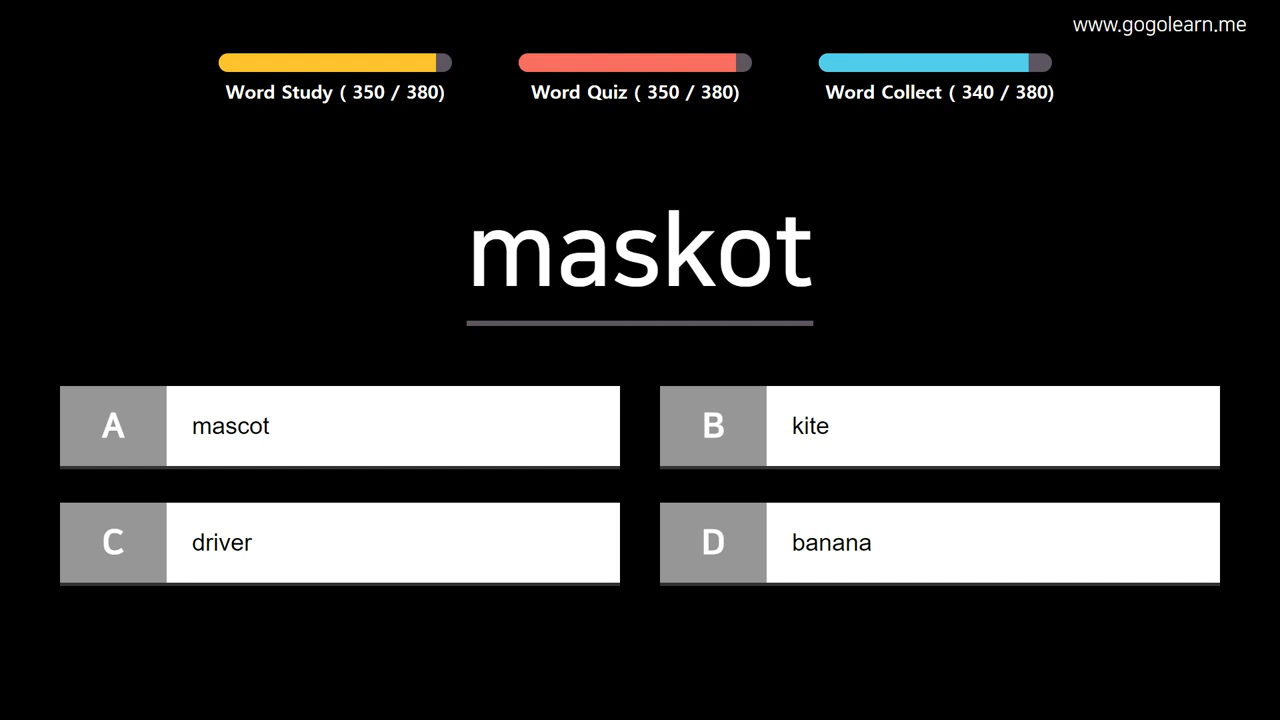 www.gogolearn.me
Word Study ( 350 / 380)
Word Quiz ( 350 / 380)
Word Collect ( 340 / 380)
maskot
A mascot
B kite
C driver
D banana